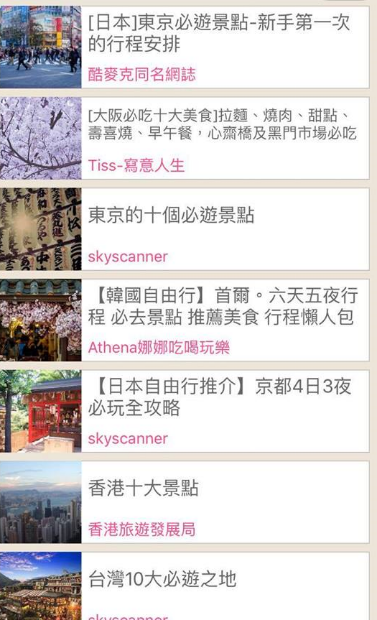 [日本]東京必遊景點-新手第一次
的行程安排
酷麥克同名網誌
[大阪必吃十大美食]拉麵、燒肉、甜點、
壽喜燒、早午餐，心齋橋及黑門市場必吃
Tiss-寫意人生
東京的十個必遊景點
skyscanner
【韓國自由行】首爾。六天五夜行
程 必去景點 推薦美食 行程懶人包
Athena娜娜吃喝玩樂
【日本自由行推介】京都4日3夜
必玩全攻略
skyscanner
香港十大景點
香港旅遊發展局
台灣10大必遊之地
skyscanner